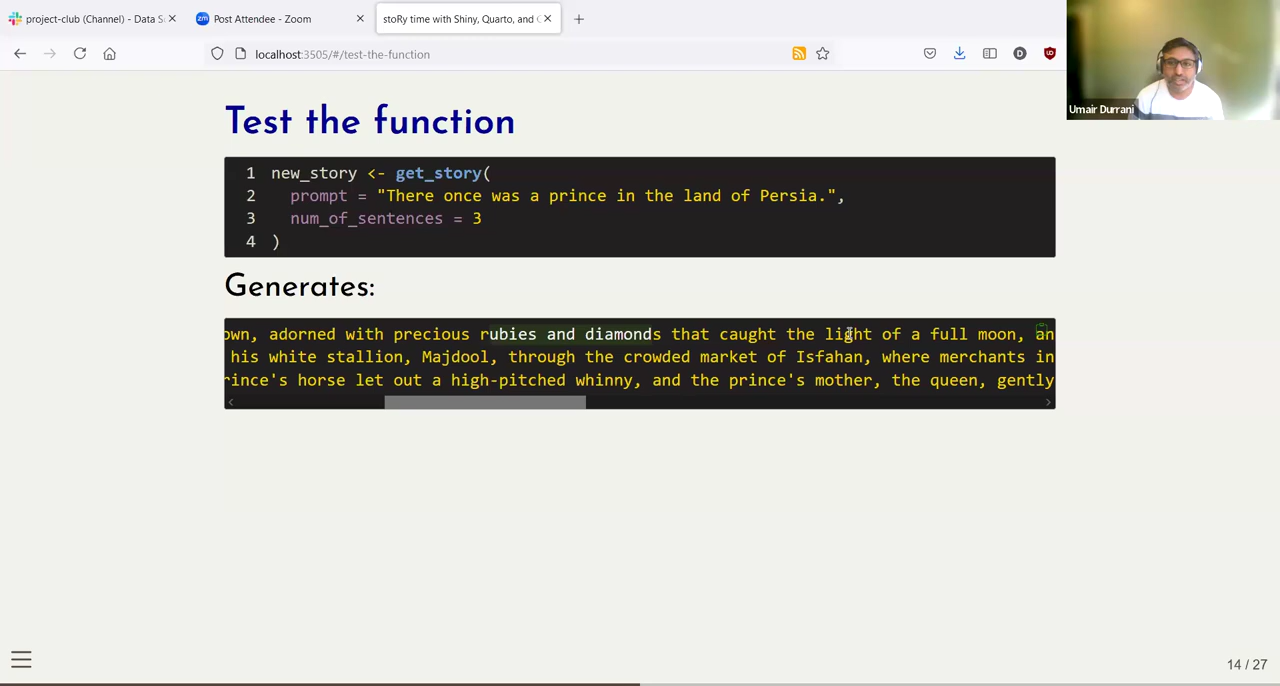 project-club (Channel) - Data S
Post Attendee - Zoom
stoRy time with Shiny, Quarto, and
localhost:3505/#/test-the-function
Umair Durrani
Test the function
1 new_story <- get_story(
2 prompt = "There once was a prince in the land of Persia.",
3 num_of_sentences = 3
4 )
Generates:
own, adorned with precious rubies and diamonds that caught the light of a full moon, an
his white stallion, Majdool, through the crowded market of Isfahan, where merchants in
rince's horse let out a high-pitched whinny, and the prince's mother, the queen, gently
14 / 27